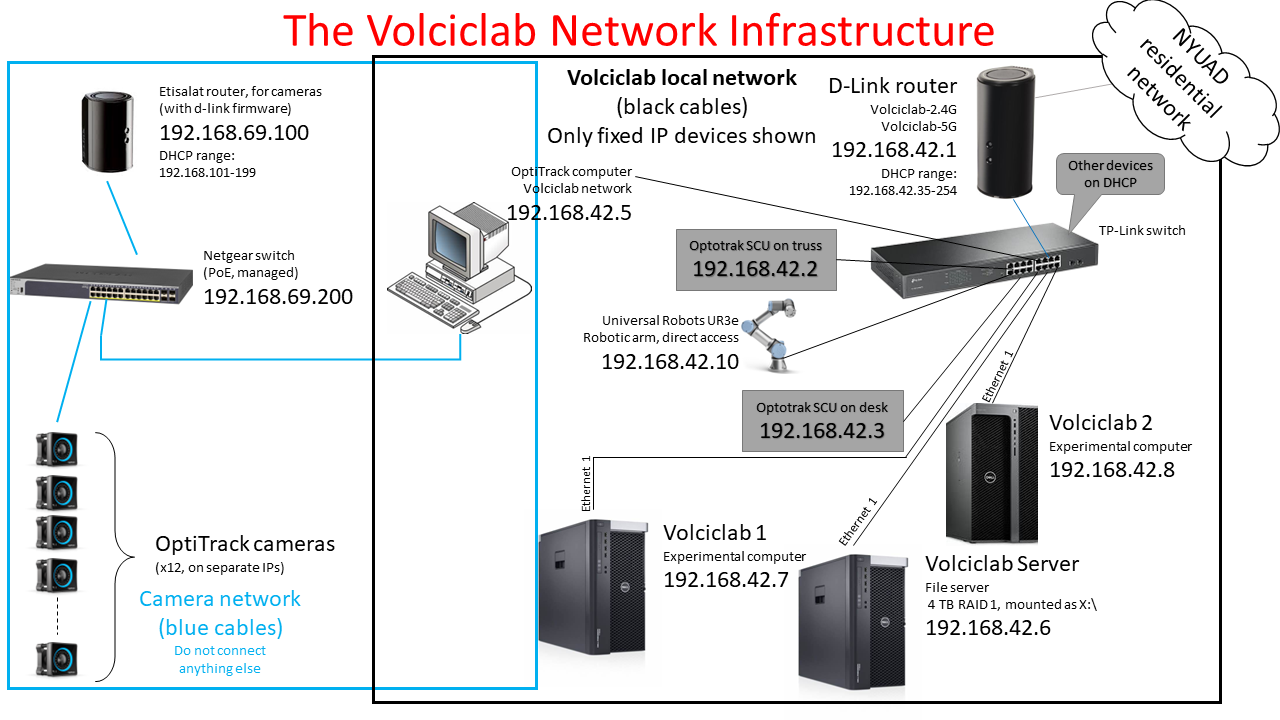 The Volciclab Network Infrastructure
Etisalat router, for cameras
(with d-link firmware)
192.168.69.100
DHCP range:
192.168.101-199
Netgear switch
(PoE, managed)
192.168.69.200
OptiTrack cameras
(x12, on separate IPs)
Camera network
(blue cables)
Do not connect
anything else
Volciclab local network
(black cables)
Only fixed IP devices shown
OptiTrack computer
Volciclab network
192.168.42.5
D-Link router
Volciclab-2.4G
Volciclab-5G
192.168.42.1
DHCP range:
192.168.42.35-254
NYUAD
residential
network
Other devices
on DHCP
TP-Link switch
Optotrak SCU on truss
192.168.42.2
Universal Robots UR3e
Robotic arm, direct access
192.168.42.10
Optotrak SCU on desk
192.168.42.3
Ethernet 1
Volciclab 2
Experimental computer
192.168.42.8
Ethernet 1
Volciclab 1
Experimental computer
192.168.42.7
Ethernet 1
Volciclab Server
File server
4 TB RAID 1, mounted as X:\
192.168.42.6
DELL
DELL
DELL